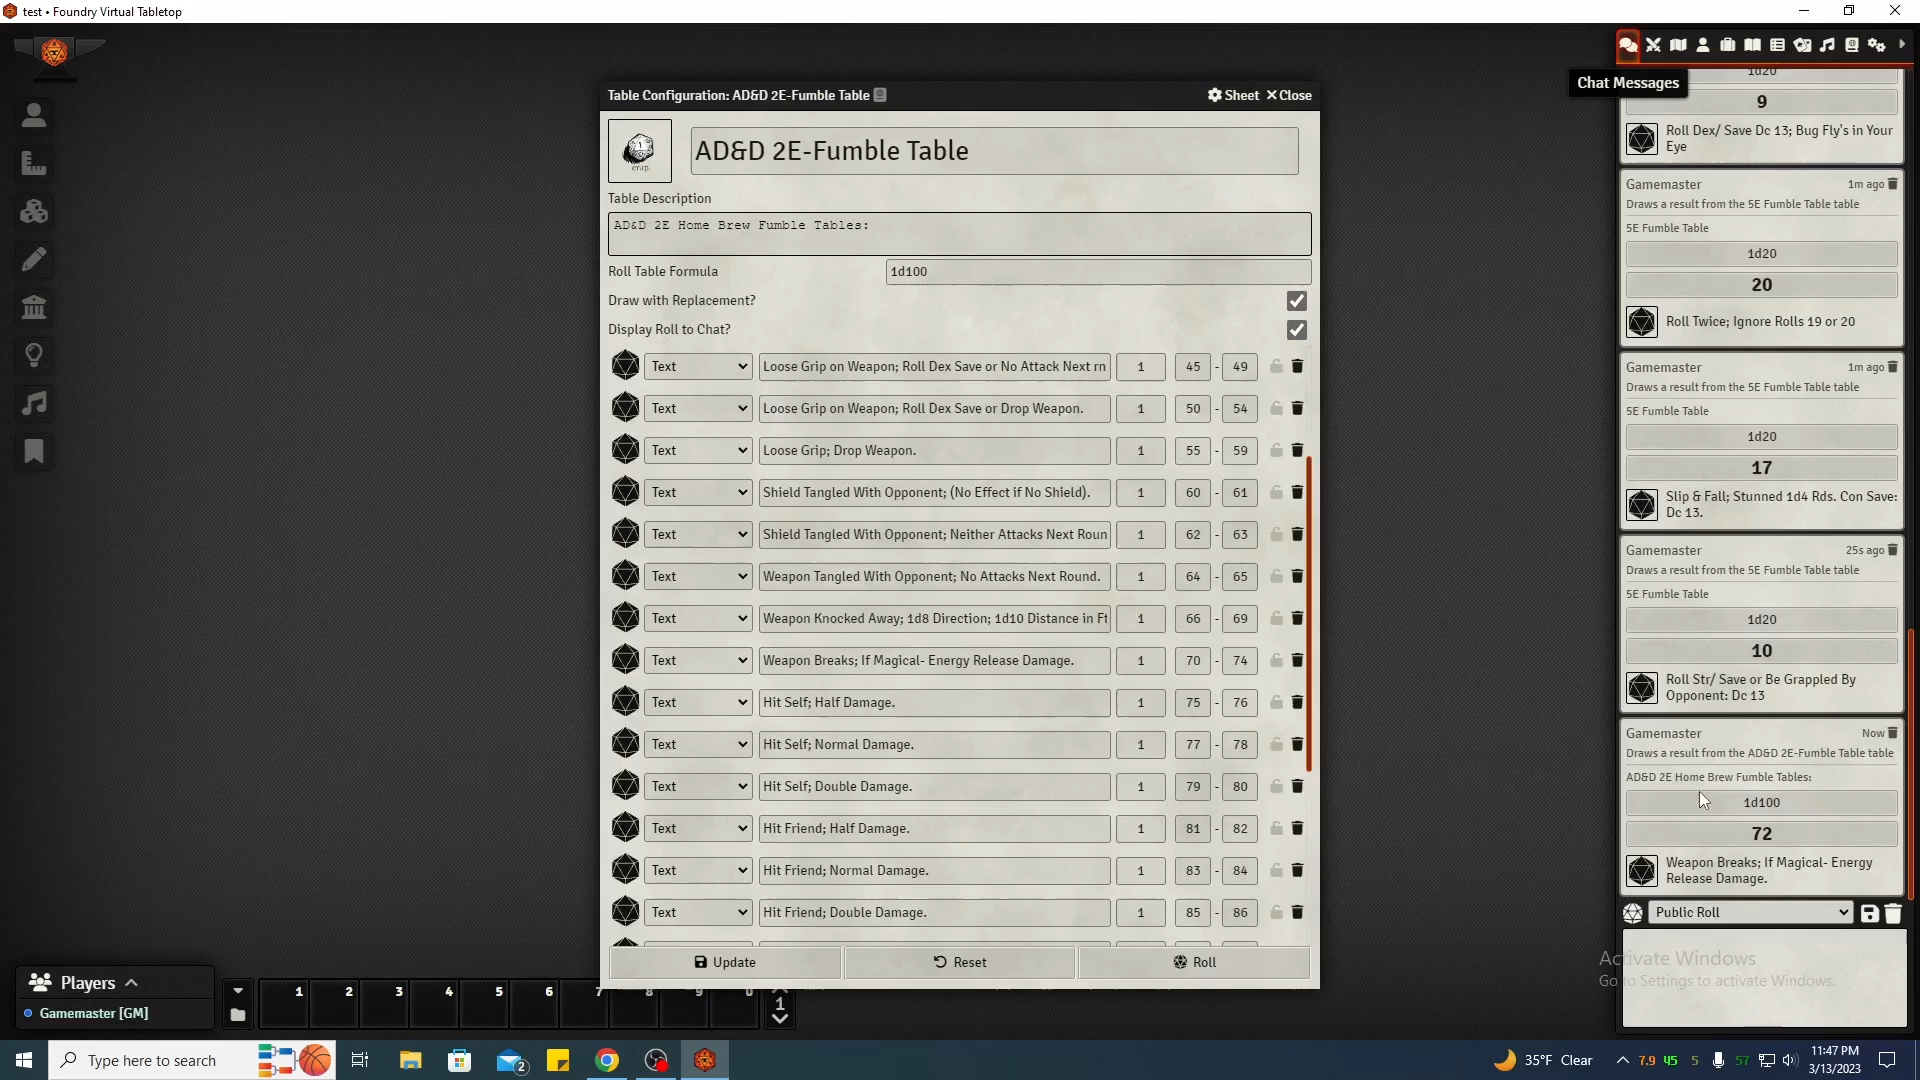 test • Foundry Virtual Tabletop
Chat Messages
1d20
9
Roll Dex/ Save Dc 13; Bug Fly's in Your
Eye
Gamemaster 1m ago
Draws a result from the 5E Fumble Table table
5E Fumble Table
1d20
20
Roll Twice; Ignore Rolls 19 or 20
Gamemaster 1m ago
Draws a result from the 5E Fumble Table table
5E Fumble Table
1d20
17
Slip & Fall; Stunned 1d4 Rds. Con Save:
Dc 13.
Gamemaster 25s ago
Draws a result from the 5E Fumble Table table
5E Fumble Table
1d20
10
Roll Str/ Save or Be Grappled By
Opponent: Dc 13
Gamemaster Now
Draws a result from the AD&D 2E-Fumble Table table
AD&D 2E Home Brew Fumble Tables:
1d100
72
Weapon Breaks; If Magical- Energy
Release Damage.
Public Roll
Activate Windows
Go to Settings to activate Windows.
Table Configuration: AD&D 2E-Fumble Table Sheet Close
crap.
AD&D 2E-Fumble Table
Table Description
AD&D 2E Home Brew Fumble Tables:
Roll Table Formula 1d100
Draw with Replacement?
Display Roll to Chat?
Text Loose Grip on Weapon; Roll Dex Save or No Attack Next rn 1 45 - 49
Text Loose Grip on Weapon; Roll Dex Save or Drop Weapon. 1 50 - 54
Text Loose Grip; Drop Weapon. 1 55 - 59
Text Shield Tangled With Opponent; (No Effect if No Shield). 1 60 - 61
Text Shield Tangled With Opponent; Neither Attacks Next Roun 1 62 - 63
Text Weapon Tangled With Opponent; No Attacks Next Round. 1 64 - 65
Text Weapon Knocked Away; 1d8 Direction; 1d10 Distance in Ft 1 66 - 69
Text Weapon Breaks; If Magical- Energy Release Damage. 1 70 - 74
Text Hit Self; Half Damage. 1 75 - 76
Text Hit Self; Normal Damage. 1 77 - 78
Text Hit Self; Double Damage. 1 79 - 80
Text Hit Friend; Half Damage. 1 81 - 82
Text Hit Friend; Normal Damage. 1 83 - 84
Text Hit Friend; Double Damage. 1 85 - 86
Update Reset Roll
Players
Gamemaster [GM]
1 2 3 4 5 6 7 8 9 0
1
Type here to search
2
35°F Clear
7.9 45 5 57
11:47 PM
3/13/2023